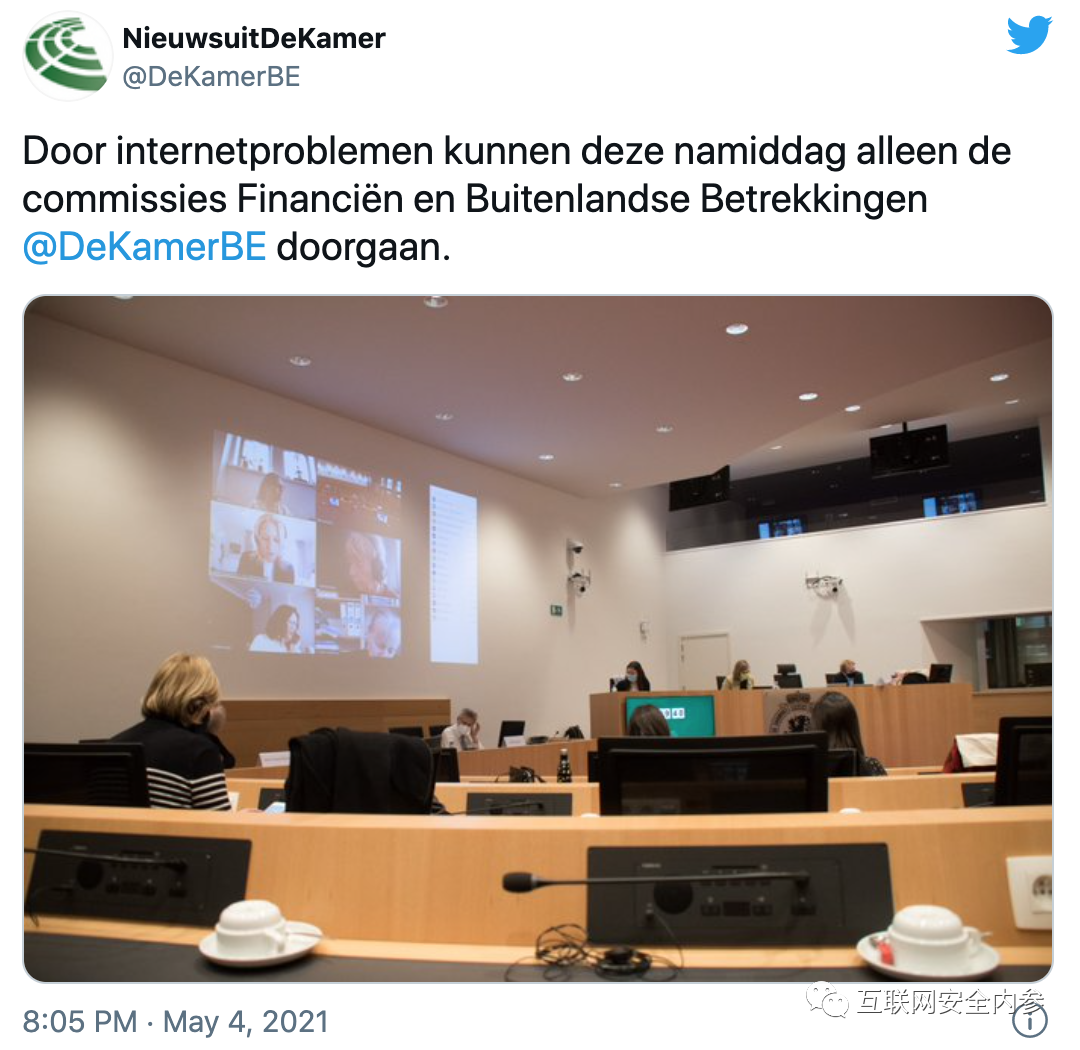 NieuwsuitDeKamer
@DeKamerBE
Door internetproblemen kunnen deze namiddag alleen de
commissies Financiën en Buitenlandse Betrekkingen
@DeKamerBE doorgaan.
互联网安全内参
8:05 PM · May 4, 2021